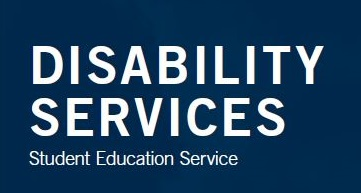 DISABILITY
SERVICES
Student Education Service